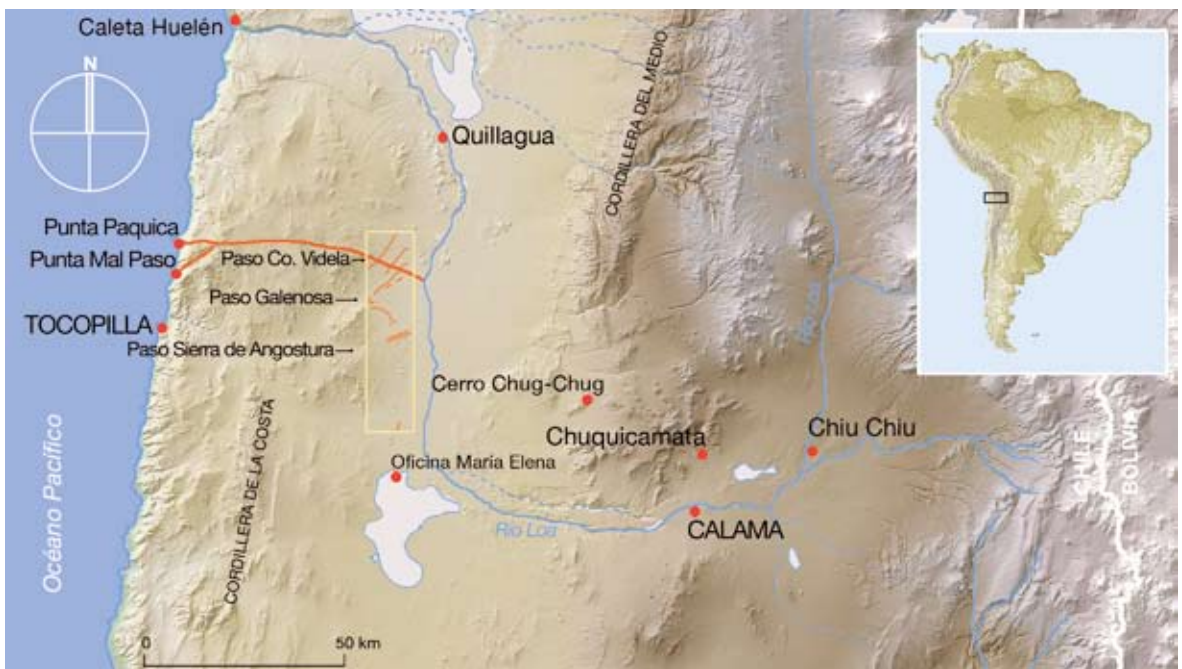 Caleta Huelén
N
Quillagua
CORDILLERA DEL MEDIO
Punta Paquica
Punta Mal Paso
Paso Co. Videla
Paso Galenosa
TOCOPILLA
Paso Sierra de Angostura
Río Loa
Cerro Chug-Chug
Chuquicamata
Chiu Chiu
Oficina María Elena
CALAMA
Río Loa
CORDILLERA DE LA COSTA
Océano Pacífico
CHILE
BOLIVIA
0
50 km